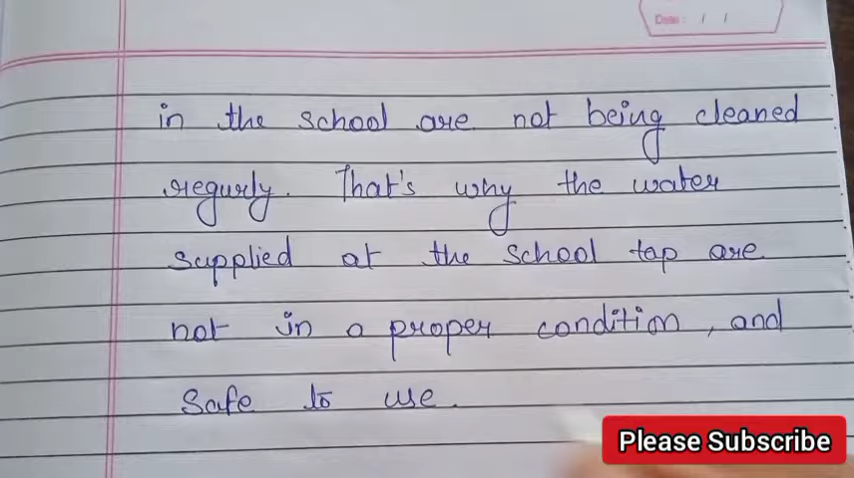 Date: / /
in the school are not being cleaned
regurly. That's why the water
supplied at the school tap are
not in a proper condition, and
safe to use.
Please Subscribe